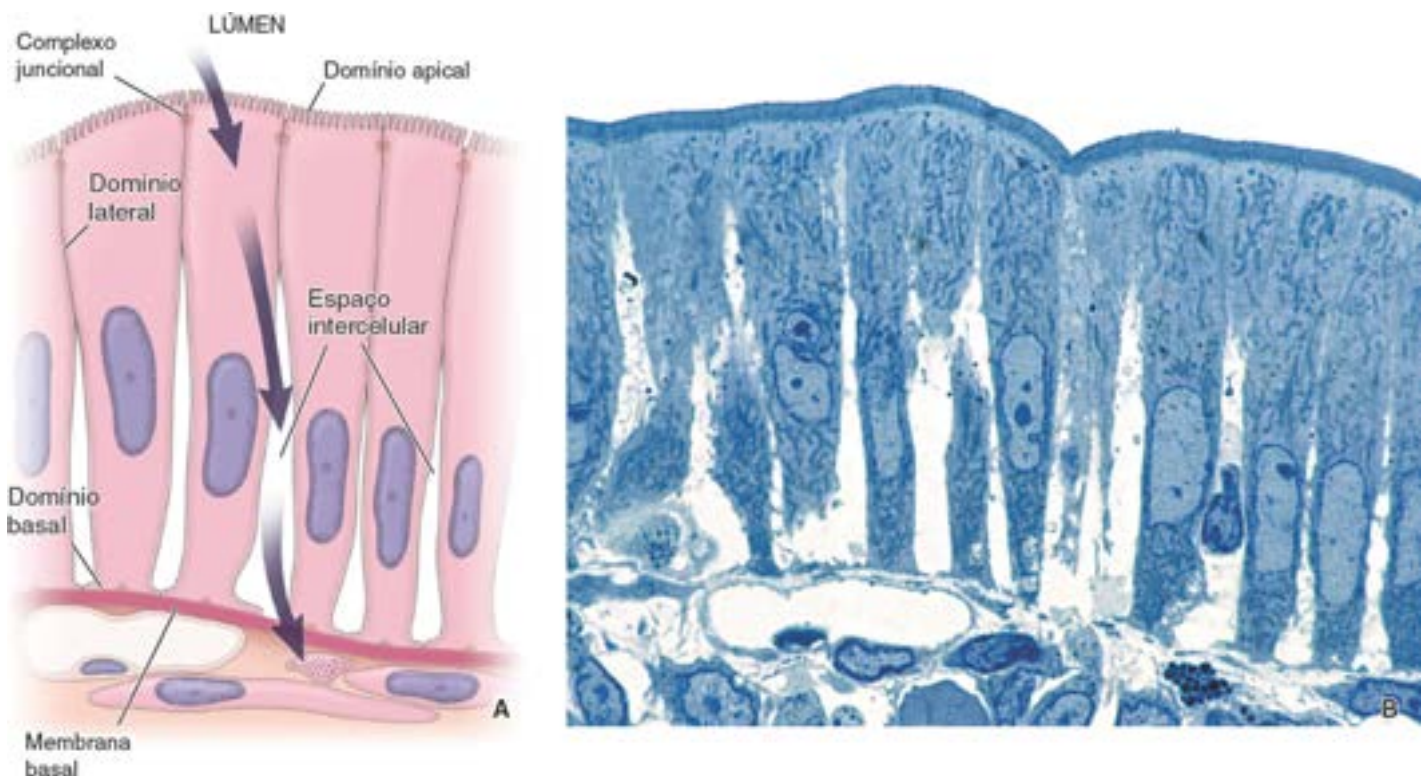 LÚMEN
Complexo
juncional
Domínio apical
Domínio
lateral
Espaço
intercelular
Domínio
basal
A
Membrana
basal
B